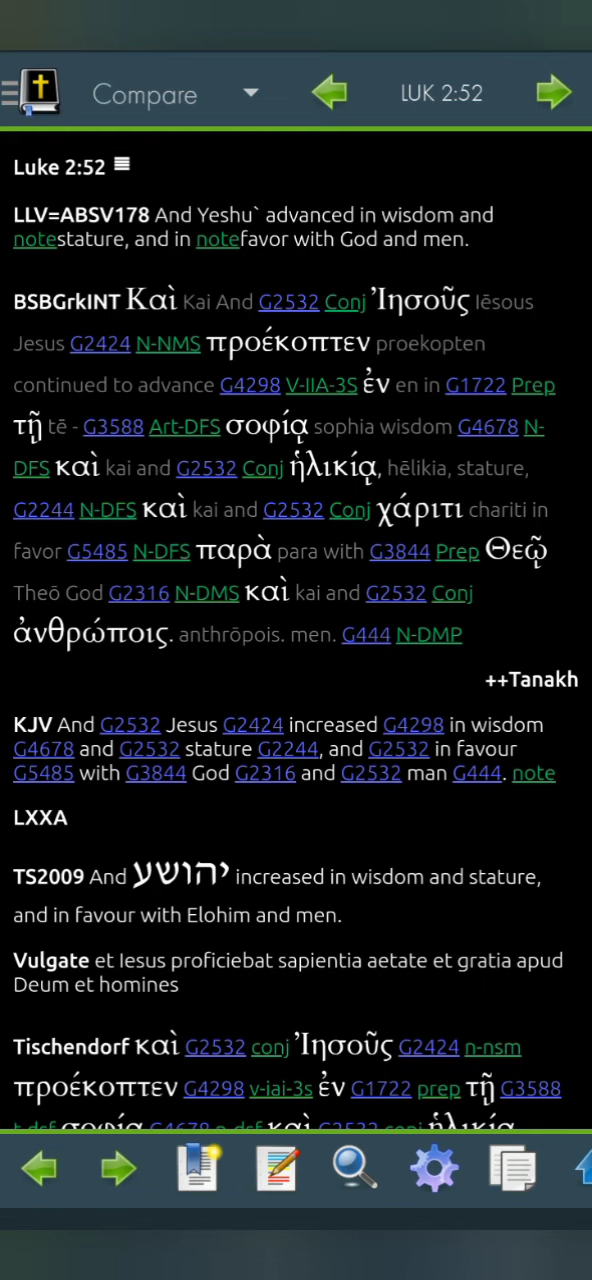 Compare
LUK 2:52
Luke 2:52
LLV=ABSV178 And Yeshu` advanced in wisdom and
notestature, and in notefavor with God and men.
BSBGrkINT Καὶ Kai And G2532 Conj Ἰησοῦς Iēsous
Jesus G2424 N-NMS προέκοπτεν proekopten
continued to advance G4298 V-IIA-3S ἐν en in G1722 Prep
τῇ tē - G3588 Art-DFS σοφίᾳ sophia wisdom G4678 N-
DFS καὶ kai and G2532 Conj ἡλικίᾳ, hēlikia, stature,
G2244 N-DFS καὶ kai and G2532 Conj χάριτι chariti in
favor G5485 N-DFS παρὰ para with G3844 Prep Θεῷ
Theō God G2316 N-DMS καὶ kai and G2532 Conj
ἀνθρώποις. anthrōpois. men. G444 N-DMP
++Tanakh
KJV And G2532 Jesus G2424 increased G4298 in wisdom
G4678 and G2532 stature G2244, and G2532 in favour
G5485 with G3844 God G2316 and G2532 man G444. note
LXXA
TS2009 And יהושע increased in wisdom and stature,
and in favour with Elohim and men.
Vulgate et Iesus proficiebat sapientia aetate et gratia apud
Deum et homines
Tischendorf καὶ G2532 conj Ἰησοῦς G2424 n-nsm
προέκοπτεν G4298 v-iai-3s ἐν G1722 prep τῇ G3588
t-dsf σοφίᾳ G4678 n-dsf καὶ G2532 conj ἡλικίᾳ